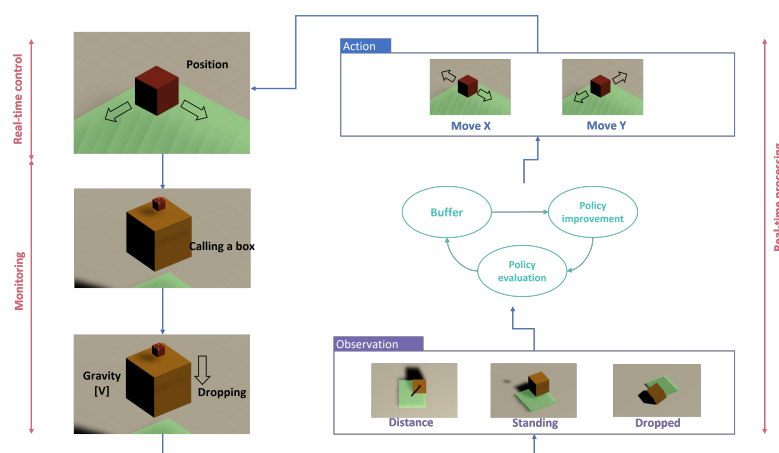 Real-time control
Position
Monitoring
Calling a box
Gravity
[V]
Dropping
Action
Move X
Move Y
Buffer
Policy
improvement
Policy
evaluation
Observation
Distance
Standing
Dropped
Real-time processing